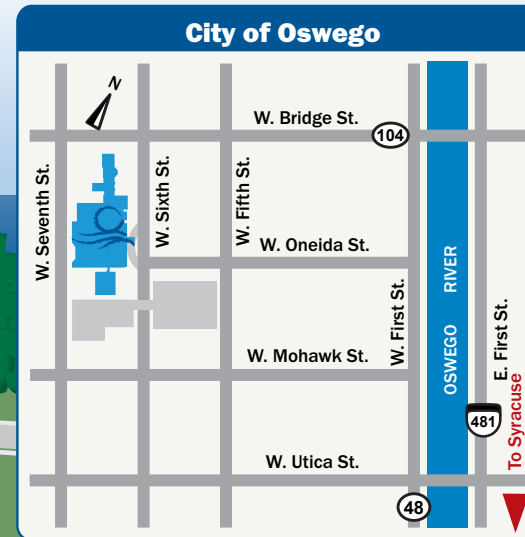 City of Oswego
N
W. Bridge St.
104
W. Seventh St.
W. Sixth St.
W. Fifth St.
W. Oneida St.
W. First St.
OSWEGO RIVER
E. First St.
W. Mohawk St.
481
To Syracuse
W. Utica St.
48